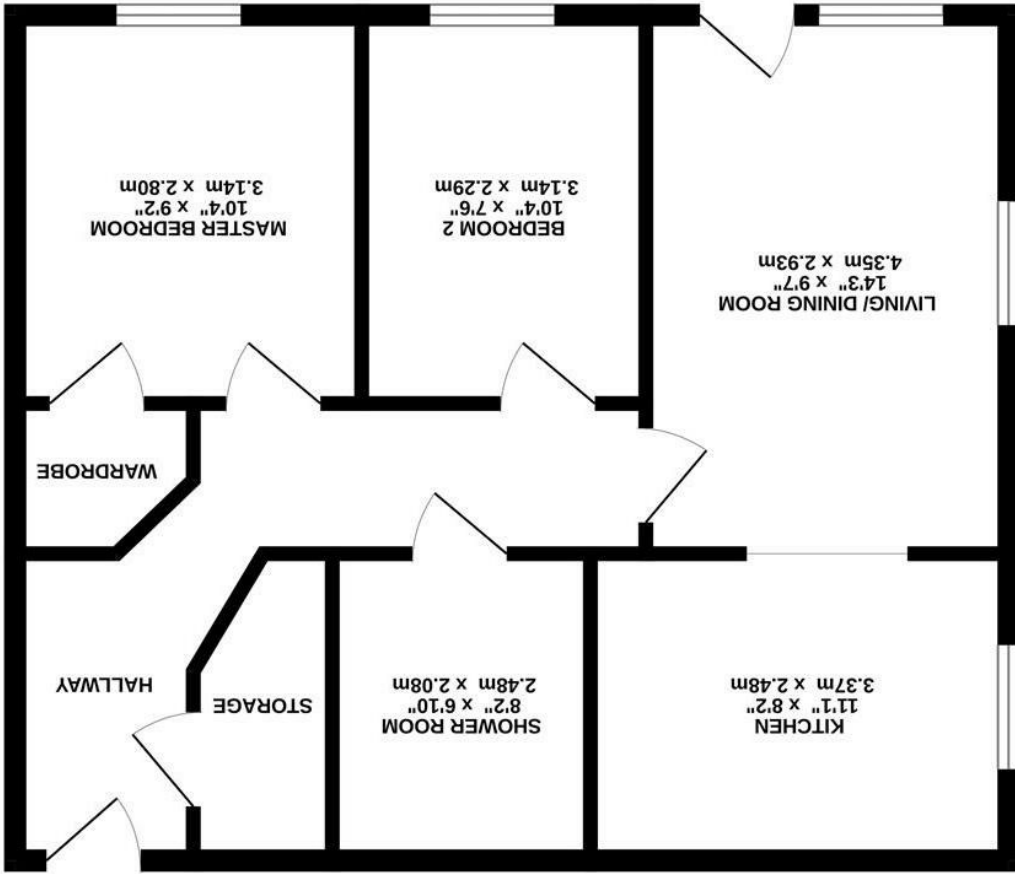 KITCHEN
11'1" x 8'2"
3.37m x 2.48m
SHOWER ROOM
8'2" x 6'10"
2.48m x 2.08m
STORAGE
HALLWAY
WARDROBE
LIVING/ DINING ROOM
14'3" x 9'7"
4.35m x 2.93m
BEDROOM 2
10'4" x 7'6"
3.14m x 2.29m
MASTER BEDROOM
10'4" x 9'2"
3.14m x 2.80m